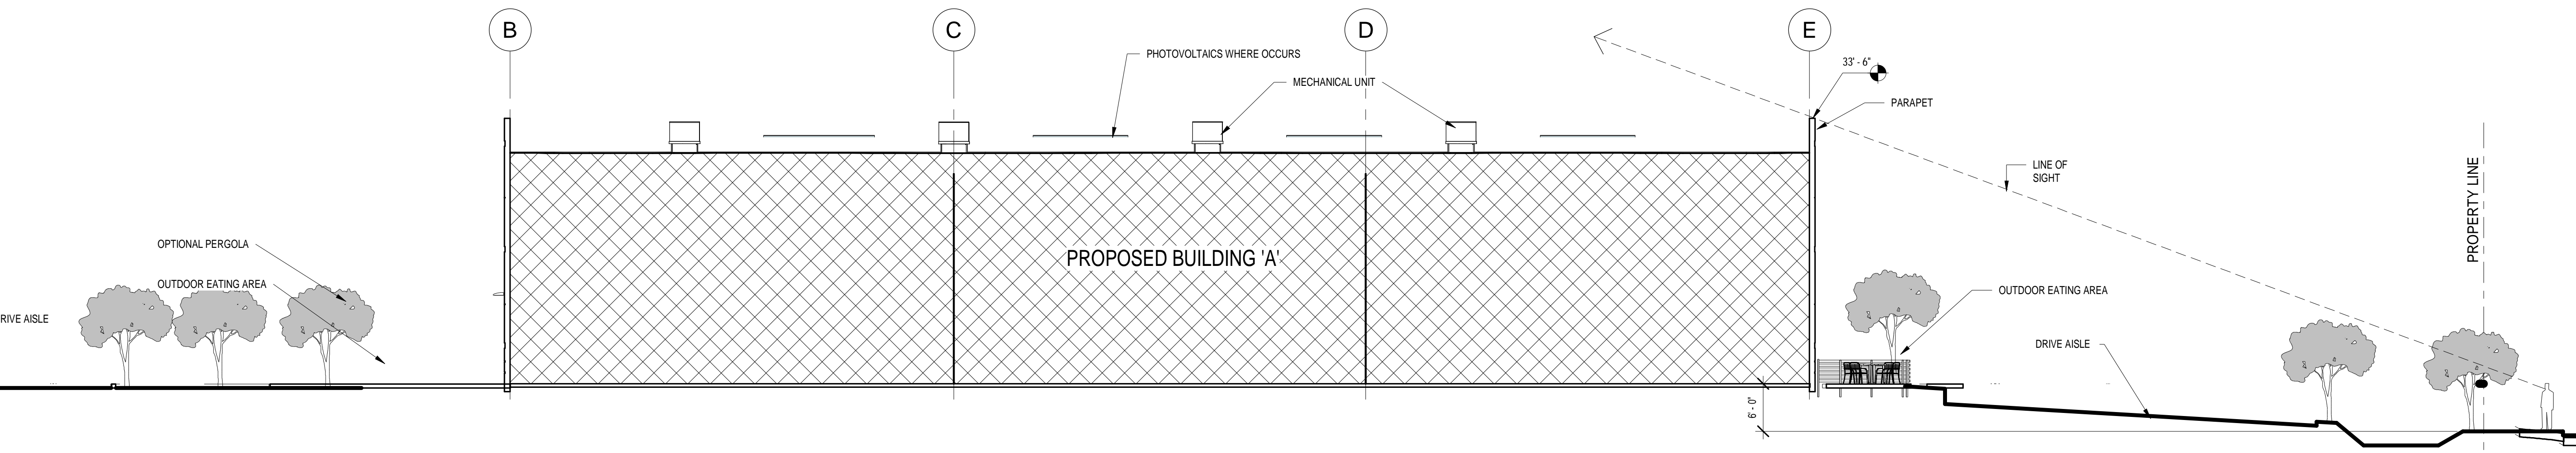 B
C
D
E
PHOTOVOLTAICS WHERE OCCURS
MECHANICAL UNIT
33' - 6"
PARAPET
LINE OF
SIGHT
PROPERTY LINE
OPTIONAL PERGOLA
PROPOSED BUILDING 'A'
OUTDOOR EATING AREA
OUTDOOR EATING AREA
RIVE AISLE
DRIVE AISLE
6' - 0"